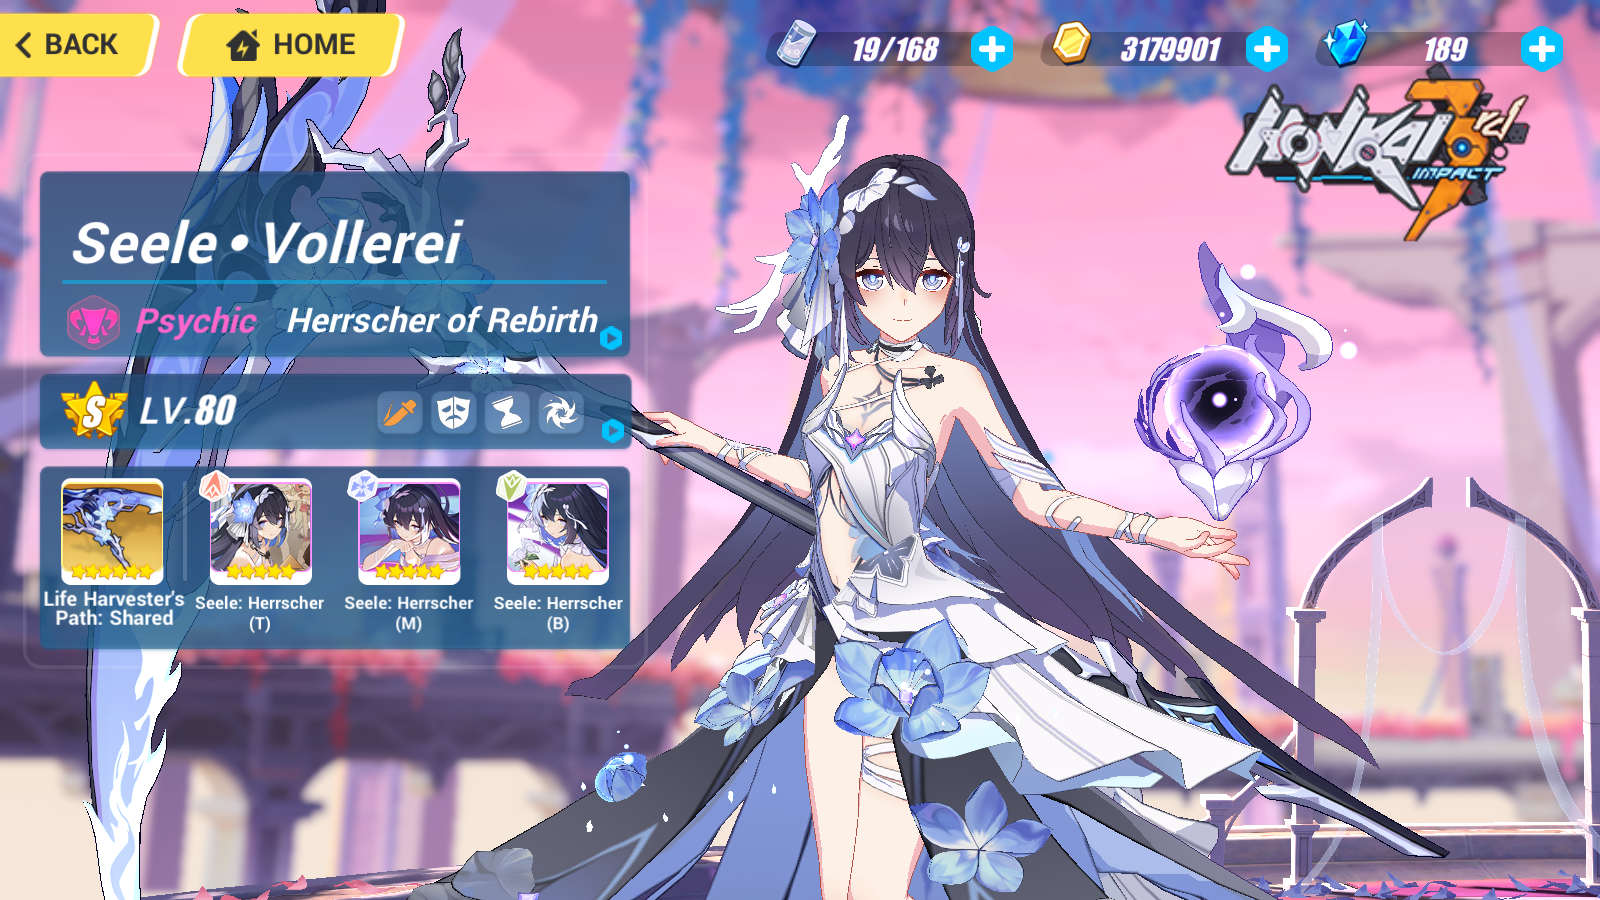 BACK
HOME
19/168
3179901
189
HONKAI 3rd
IMPACT
Seele•Vollerei
Psychic
Herrscher of Rebirth
S
LV.80
Life Harvester's
Path: Shared
Seele: Herrscher
(T)
Seele: Herrscher
(M)
Seele: Herrscher
(B)